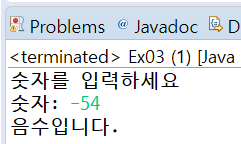 Problems @ Javadoc
<terminated> Ex03 (1) [Java
숫자를 입력하세요
숫자: -54
음수입니다.